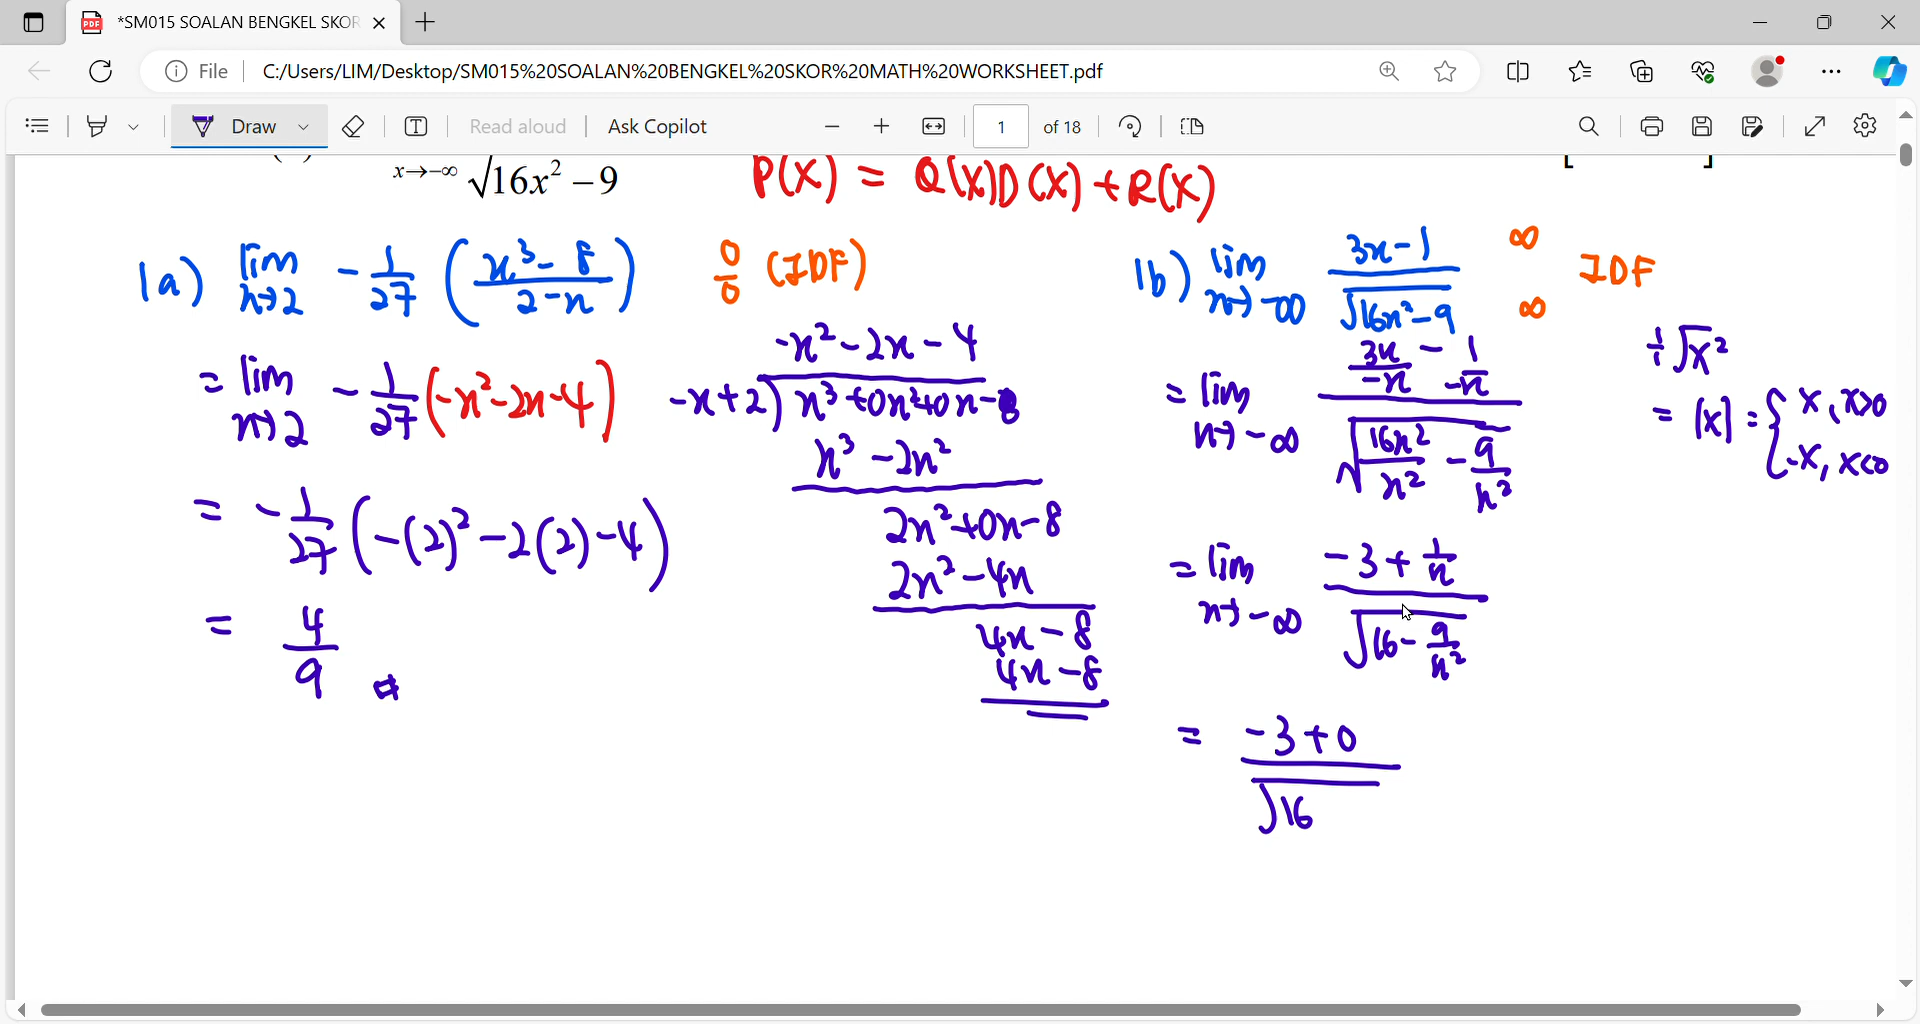 *SM015 SOALAN BENGKEL SKOR
File
C:/Users/LIM/Desktop/SM015%20SOALAN%20BENGKEL%20SKOR%20MATH%20WORKSHEET.pdf
Draw
Read aloud
Ask Copilot
1 of 18
x→-∞ √16x² - 9
P(x) = Q(x)D(x) + R(x)
1a) lim x→2 - 1/27 ( (x³ - 8)/(2 - x) )
0/0 (IDF)
= lim x→2 - 1/27 (-x² - 2x - 4)
= - 1/27 ( -(2)² - 2(2) - 4 )
= 4/9
-x² - 2x - 4
-x + 2 ) x³ + 0x² + 0x - 8
x³ - 2x²
2x² + 0x - 8
2x² - 4x
4x - 8
4x - 8
1b) lim x→-∞ (3x - 1)/√(16x² - 9)
∞/∞ IDF
= lim x→-∞ (3x/-x - 1/-x)/√(16x²/x² - 9/x²)
= lim x→-∞ (-3 + 1/x)/√(16 - 9/x²)
= (-3 + 0)/√16
÷ √x²
= |x| = { x, x>0
-x, x<0